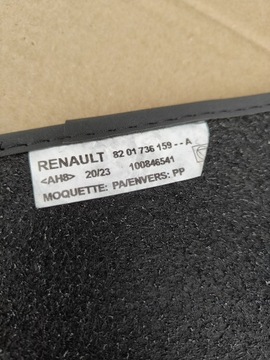 RENAULT 82 01 736 159 - - A
<AH8> 20/23 100846541
MOQUETTE: PA/ENVERS: PP